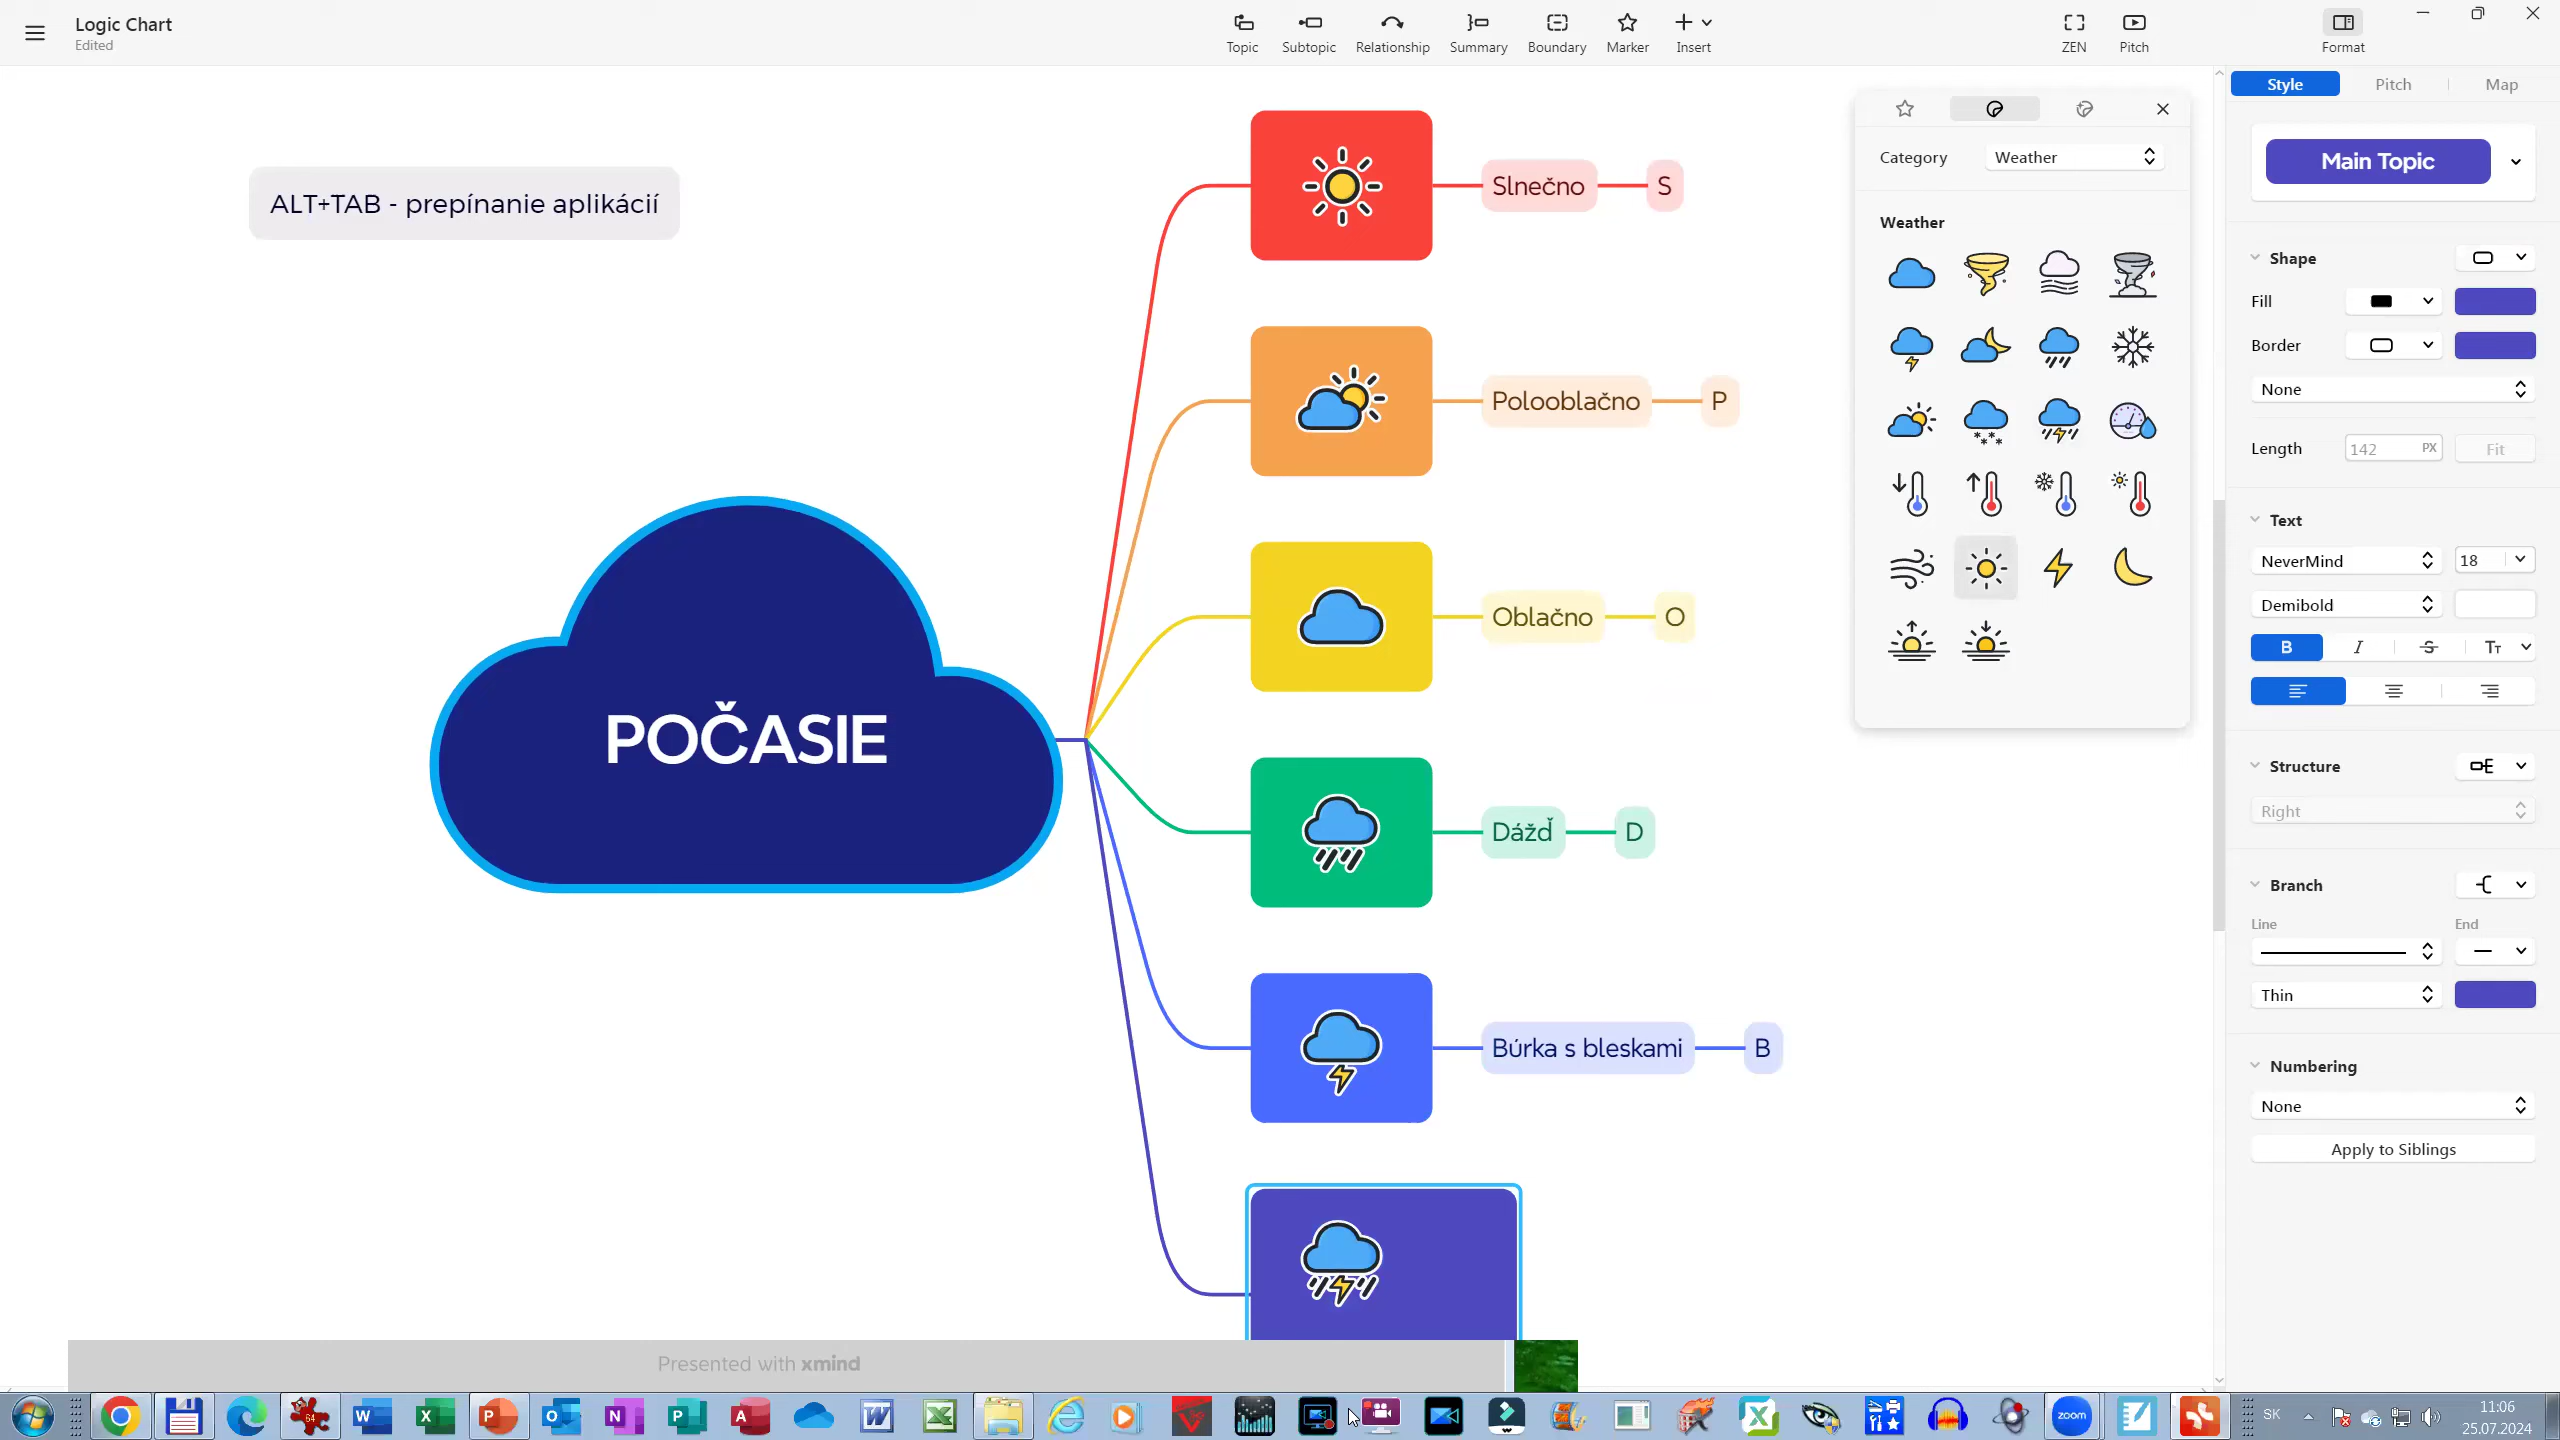 Logic Chart
Edited
Topic
Subtopic
Relationship
Summary
Boundary
Marker
Insert
ZEN
Pitch
Format
Style
Pitch
Map
ALT+TAB - prepínanie aplikácií
POČASIE
Slnečno
S
Polooblačno
P
Oblačno
O
Dážď
D
Búrka s bleskami
B
Category
Weather
Weather
Main Topic
Shape
Fill
Border
None
Length
142
PX
Fit
Text
NeverMind
18
Demibold
B
I
S
TT
Structure
Right
Branch
Line
End
Thin
Numbering
None
Apply to Siblings
Presented with xmind
64
zoom
SK
11:06
25.07.2024